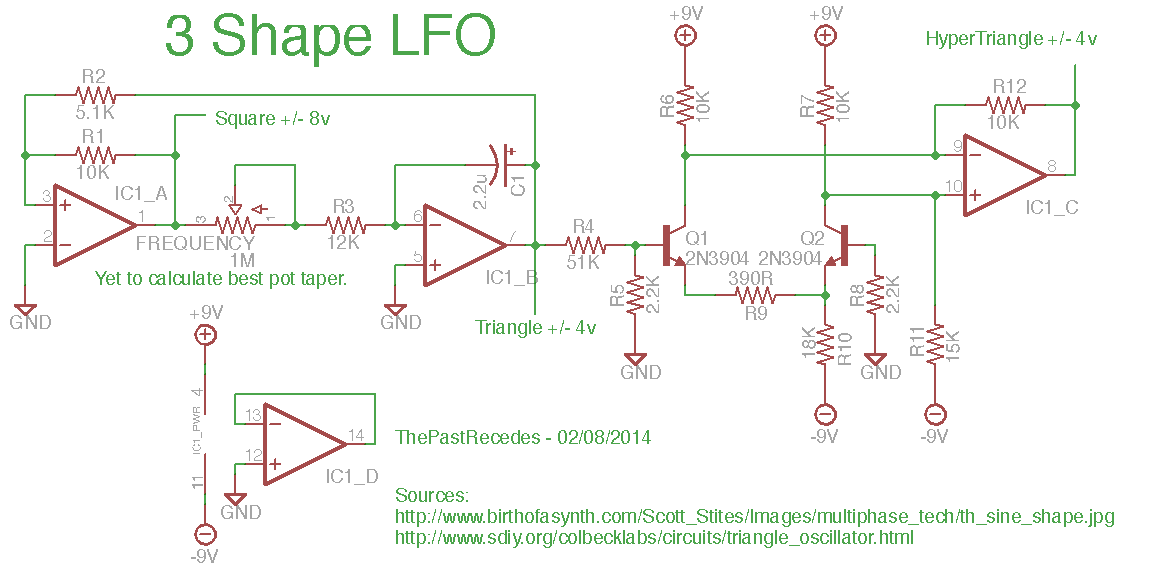 3 Shape LFO
+9V
+9V
HyperTriangle +/- 4v
R2
5.1K
R1
10K
Square +/- 8v
R6
10K
R7
10K
R12
10K
9
8
10
IC1_C
3
IC1_A
1
2
3
2
1
FREQUENCY
1M
R3
12K
2.2u
C1
6
7
5
IC1_B
R4
51K
Q1
2N3904
Q2
2N3904
390R
R9
R5
2.2K
R8
2.2K
Yet to calculate best pot taper.
GND
GND
Triangle +/- 4v
GND
GND
18K
R10
R11
15K
-9V
-9V
+9V
4
IC1_PWR
11
-9V
13
14
12
IC1_D
GND
ThePastRecedes - 02/08/2014
Sources:
http://www.birthofasynth.com/Scott_Stites/Images/multiphase_tech/th_sine_shape.jpg
http://www.sdiy.org/colbecklabs/circuits/triangle_oscillator.html